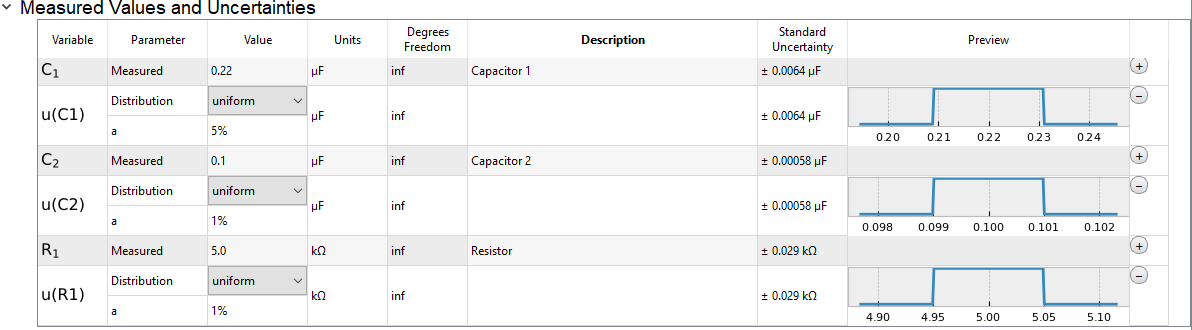 Measured Values and Uncertainties
Variable Parameter Value Units Degrees Freedom Description Standard Uncertainty Preview
C₁ Measured 0.22 µF inf Capacitor 1 ± 0.0064 µF +
u(C1) Distribution uniform µF inf ± 0.0064 µF −
a 5%
0.20 0.21 0.22 0.23 0.24
C₂ Measured 0.1 µF inf Capacitor 2 ± 0.00058 µF +
u(C2) Distribution uniform µF inf ± 0.00058 µF −
a 1%
0.098 0.099 0.100 0.101 0.102
R₁ Measured 5.0 kΩ inf Resistor ± 0.029 kΩ +
u(R1) Distribution uniform kΩ inf ± 0.029 kΩ −
a 1%
4.90 4.95 5.00 5.05 5.10